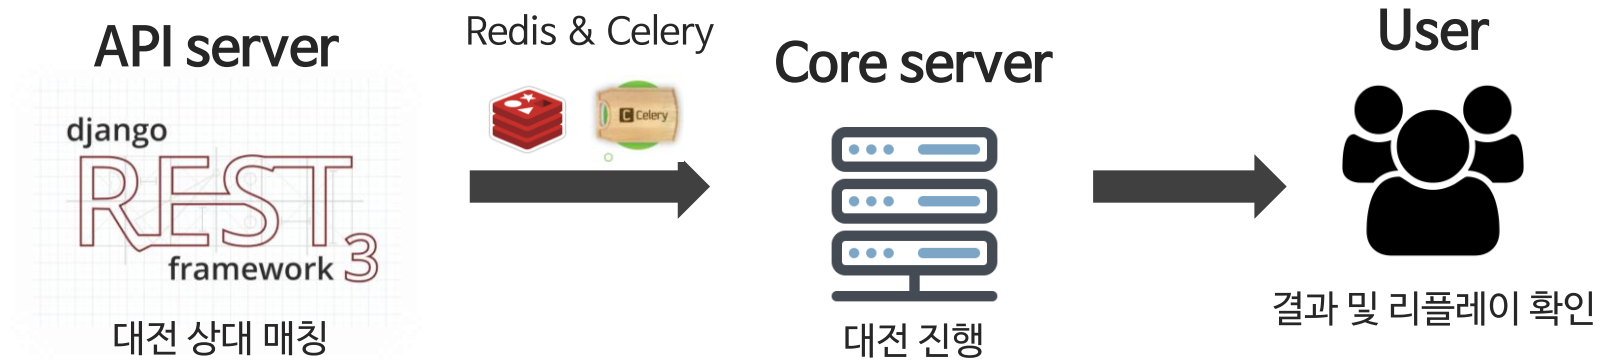 API server
django
REST
framework 3
대전 상대 매칭
Redis & Celery
C Celery
Core server
대전 진행
User
결과 및 리플레이 확인